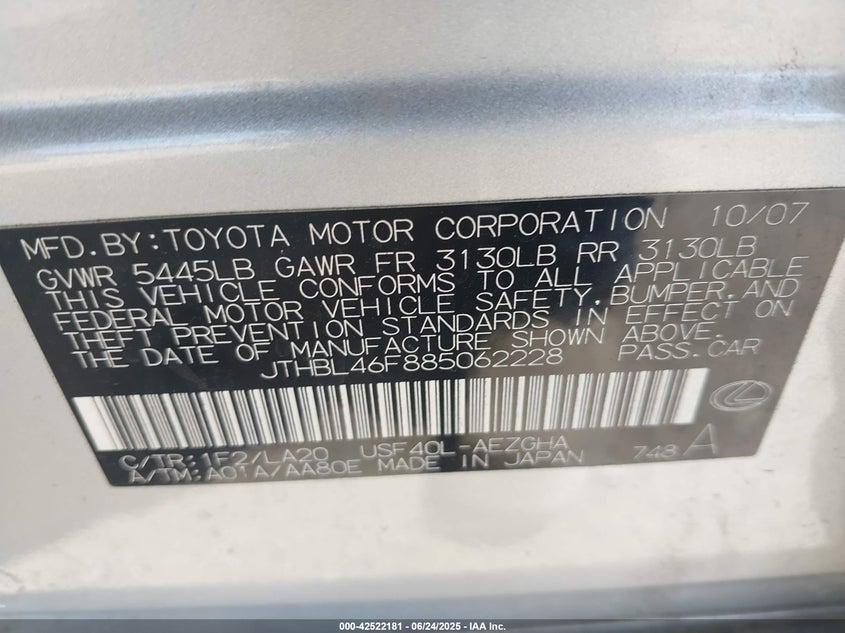 MFD.BY:TOYOTA MOTOR CORPORATION 10/07
GVWR 5445LB GAWR FR 3130LB RR 3130LB
THIS VEHICLE CONFORMS TO ALL APPLICABLE
FEDERAL MOTOR VEHICLE SAFETY,BUMPER,AND
THEFT PREVENTION STANDARDS IN EFFECT ON
THE DATE OF MANUFACTURE SHOWN ABOVE.
JTHBL46F885062228 PASS.CAR
C/TR:1F2/LA20 USF40L-AEZGHA 748 A
A/TM:A01A/AA80E MADE IN JAPAN
000-42522181 - 06/24/2025 - IAA Inc.